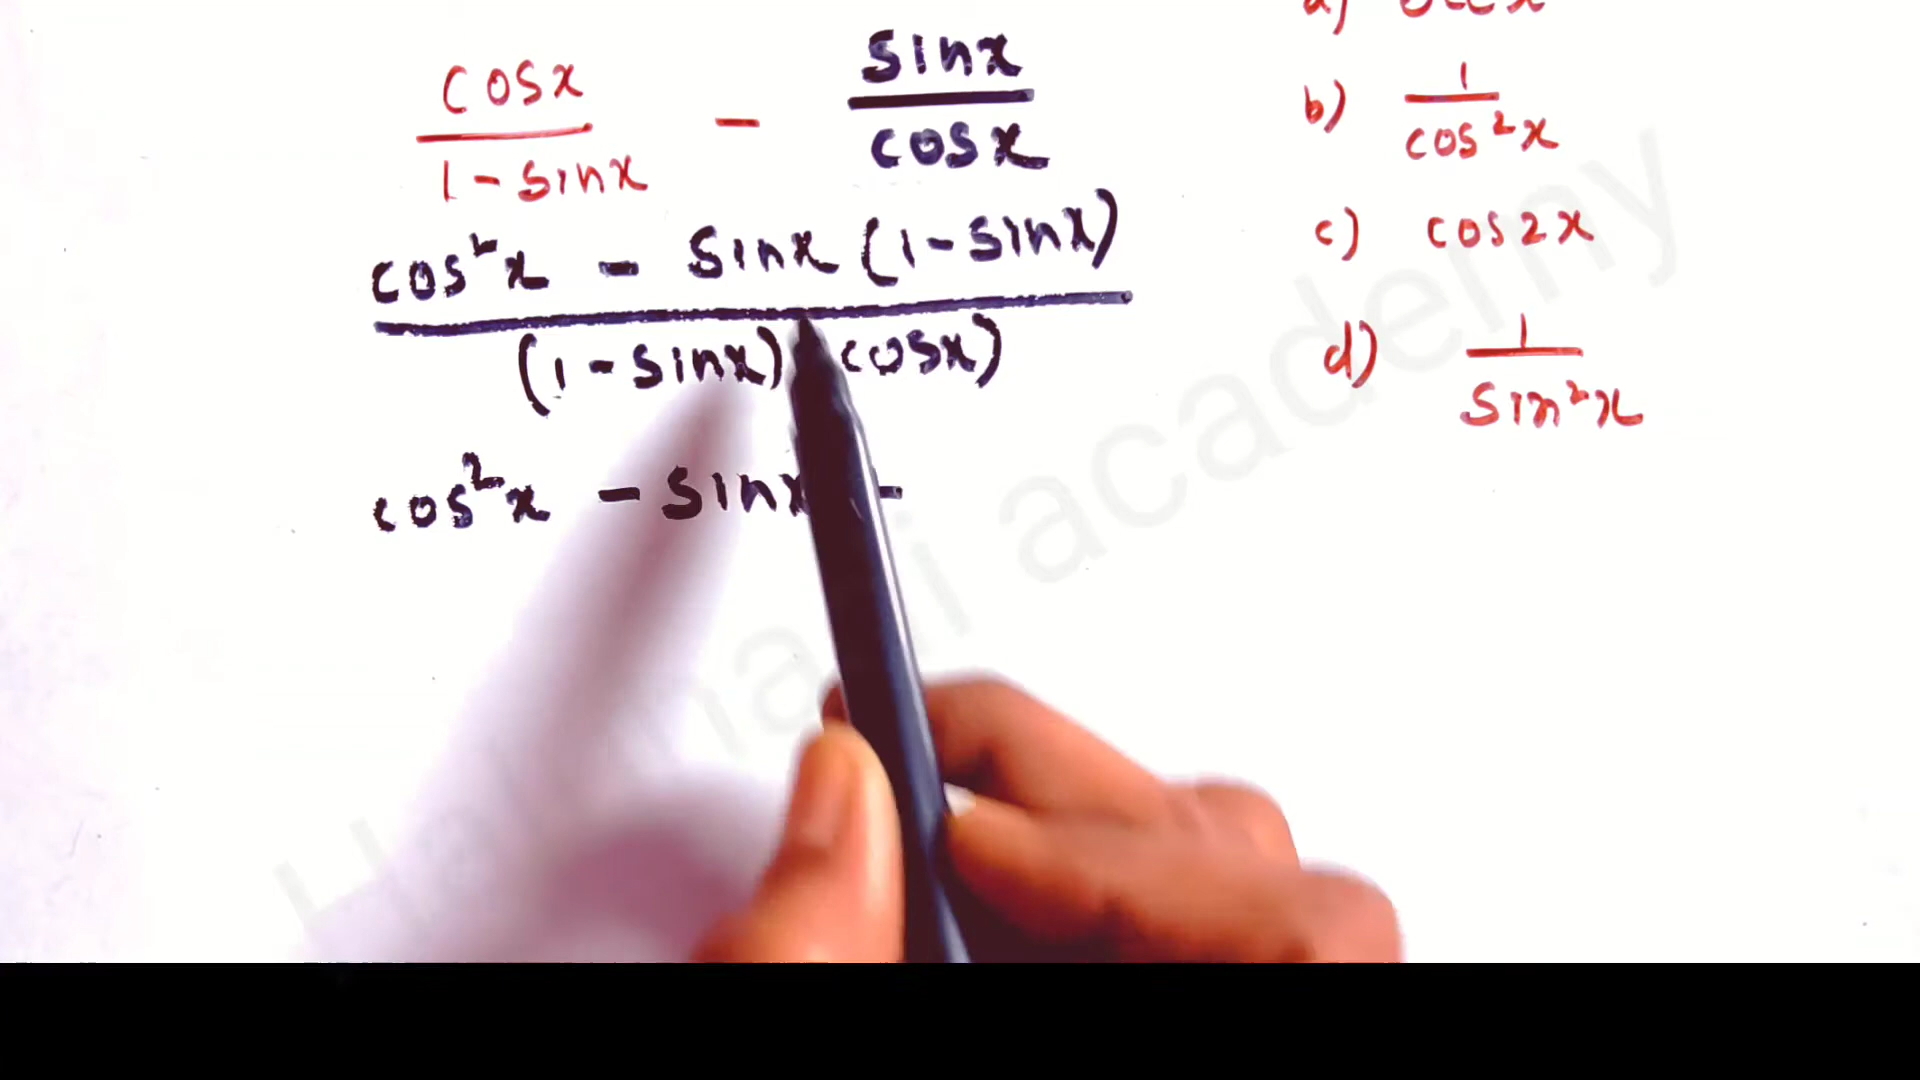 cosx / 1 - sinx - sinx / cosx
cos²x - sinx (1 - sinx) / (1 - sinx) cosx)
cos²x - sinx -
b) 1 / cos²x
c) cos2x
d) 1 / sin²x
academy